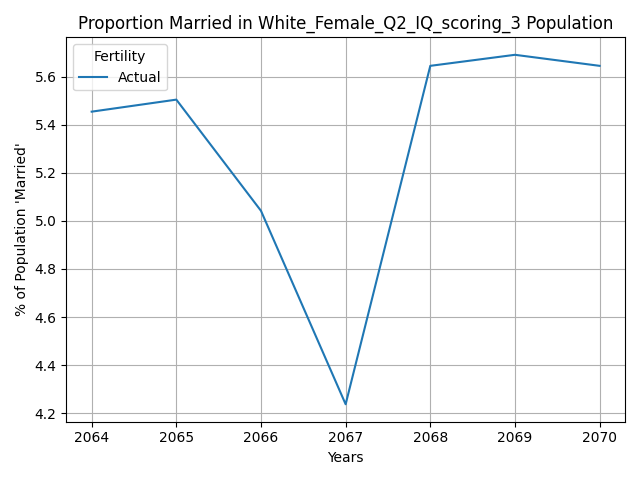 Proportion Married in White_Female_Q2_IQ_scoring_3 Population
Fertility
Actual
% of Population 'Married'
5.6
5.4
5.2
5.0
4.8
4.6
4.4
4.2
2064 2065 2066 2067 2068 2069 2070
Years